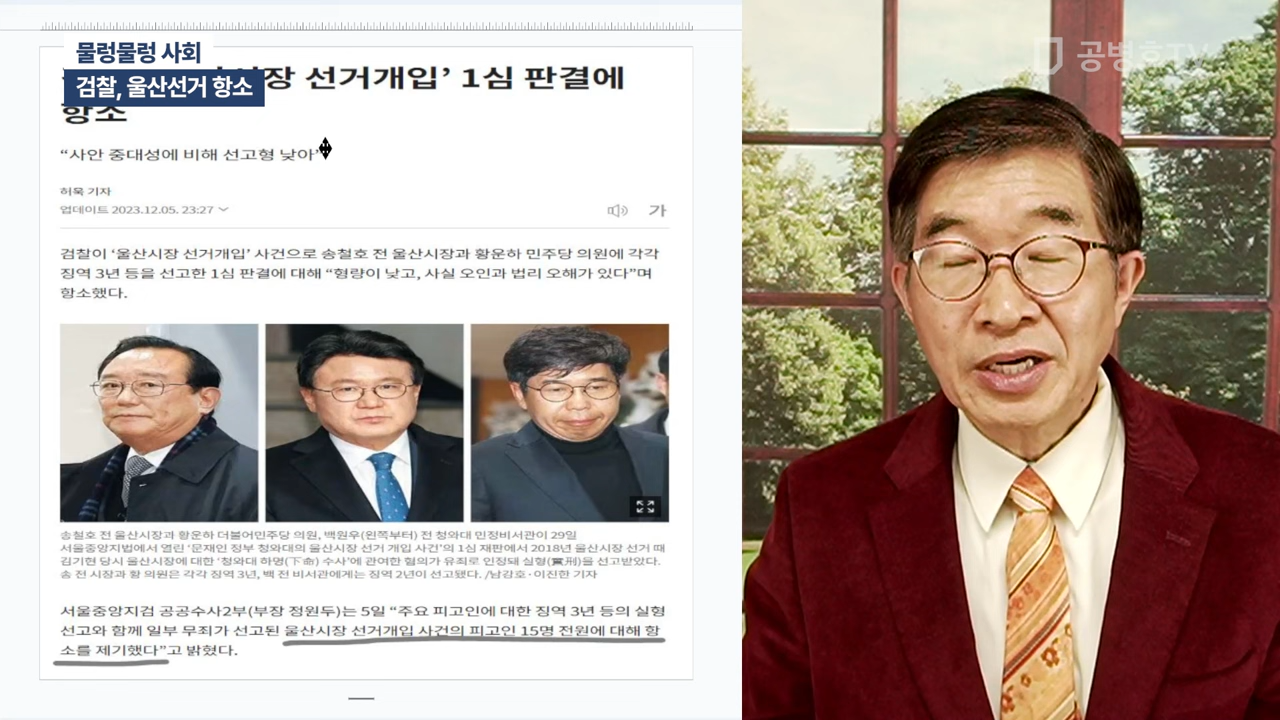 물렁물렁 사회
검찰, 울산선거 항소
장 선거개입’ 1심 판결에
항소
“사안 중대성에 비해 선고형 낮아”
허욱 기자
업데이트 2023.12.05. 23:27
가
검찰이 ‘울산시장 선거개입’ 사건으로 송철호 전 울산시장과 황운하 민주당 의원에 각각
징역 3년 등을 선고한 1심 판결에 대해 “형량이 낮고, 사실 오인과 법리 오해가 있다”며
항소했다.
송철호 전 울산시장과 황운하 더불어민주당 의원, 백원우(왼쪽부터) 전 청와대 민정비서관이 29일
서울중앙지법에서 열린 ‘문재인 정부 청와대의 울산시장 선거 개입 사건’의 1심 재판에서 2018년 울산시장 선거 때
김기현 당시 울산시장에 대한 ‘청와대 하명(下命) 수사’에 관여한 혐의가 유죄로 인정돼 실형(實刑)을 선고받았다.
송 전 시장과 황 의원은 각각 징역 3년, 백 전 비서관에게는 징역 2년이 선고됐다. /남강호·이진한 기자
서울중앙지검 공공수사2부(부장 정원두)는 5일 “주요 피고인에 대한 징역 3년 등의 실형
선고와 함께 일부 무죄가 선고된 울산시장 선거개입 사건의 피고인 15명 전원에 대해 항
소를 제기했다”고 밝혔다.
공병호TV